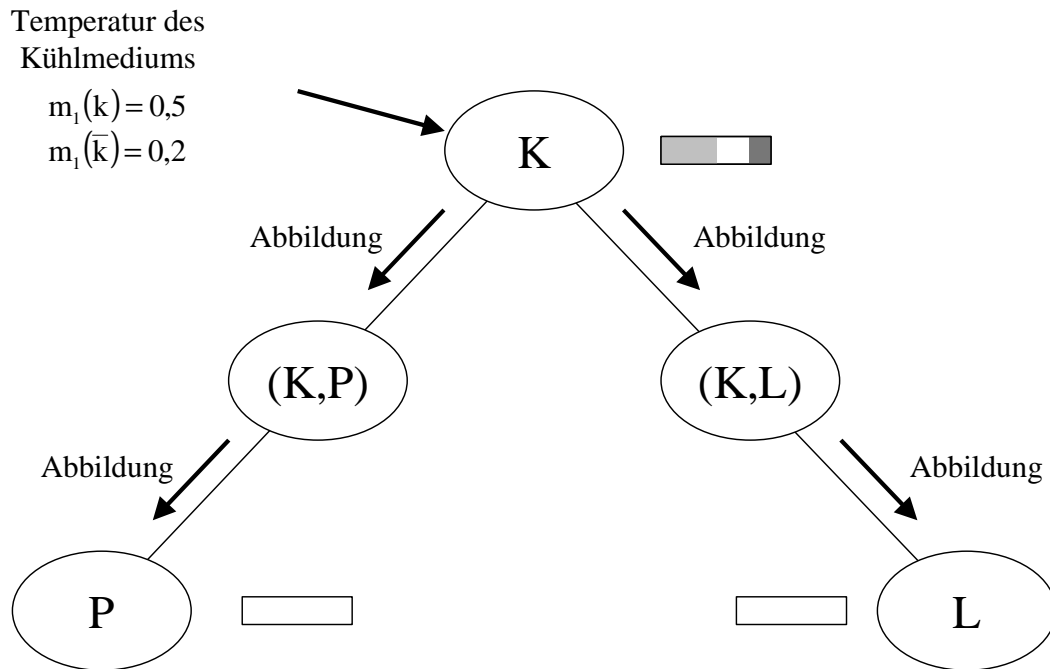 Temperatur des
Kühlmediums
m₁(k) = 0,5
m₁(k̅) = 0,2
K
Abbildung
Abbildung
(K,P)
(K,L)
Abbildung
Abbildung
P
L